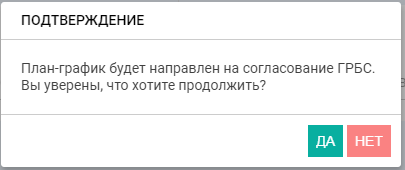 ПОДТВЕРЖДЕНИЕ
План-график будет направлен на согласование ГРБС.
Вы уверены, что хотите продолжить?
ДА НЕТ